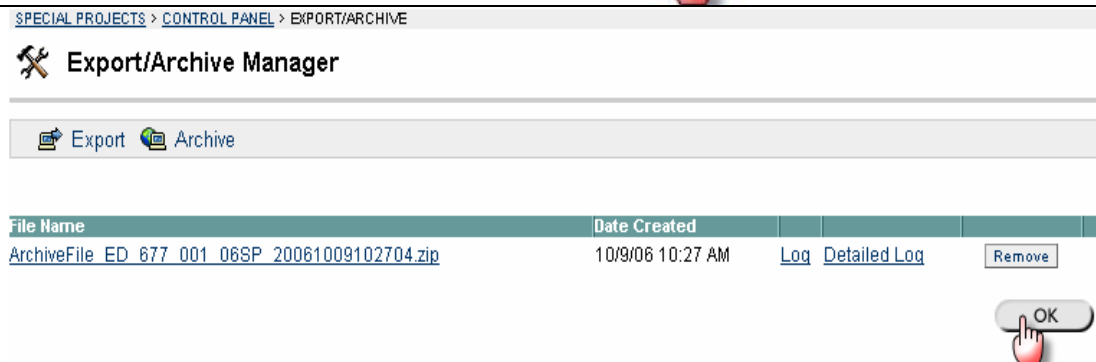 SPECIAL PROJECTS > CONTROL PANEL > EXPORT/ARCHIVE
Export/Archive Manager
Export Archive
File Name Date Created
ArchiveFile_ED_677_001_06SP_20061009102704.zip 10/9/06 10:27 AM Log Detailed Log Remove
OK